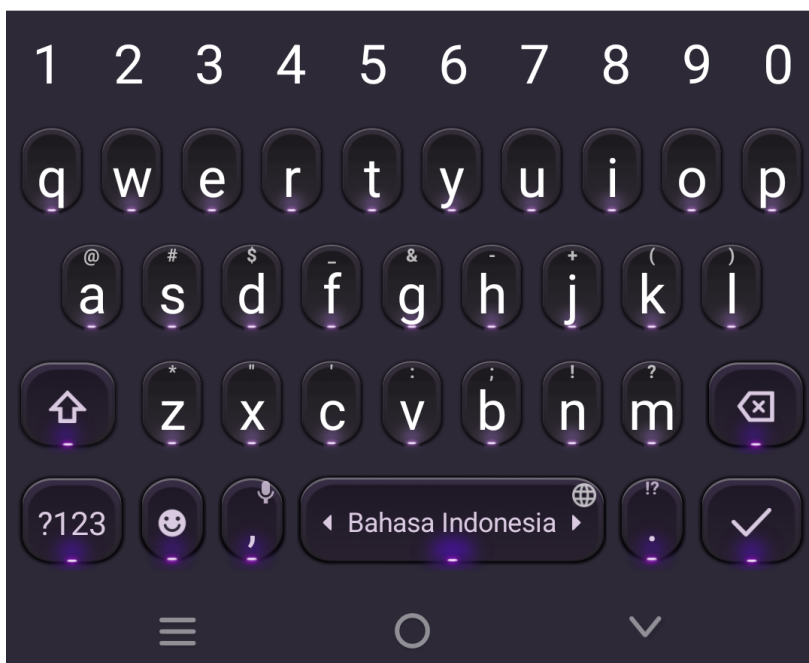 1 2 3 4 5 6 7 8 9 0
q w e r t y u i o p
@ # $ _ & - + ( )
a s d f g h j k l
* " ' : ; ! ?
z x c v b n m
!?
?123 , Bahasa Indonesia .